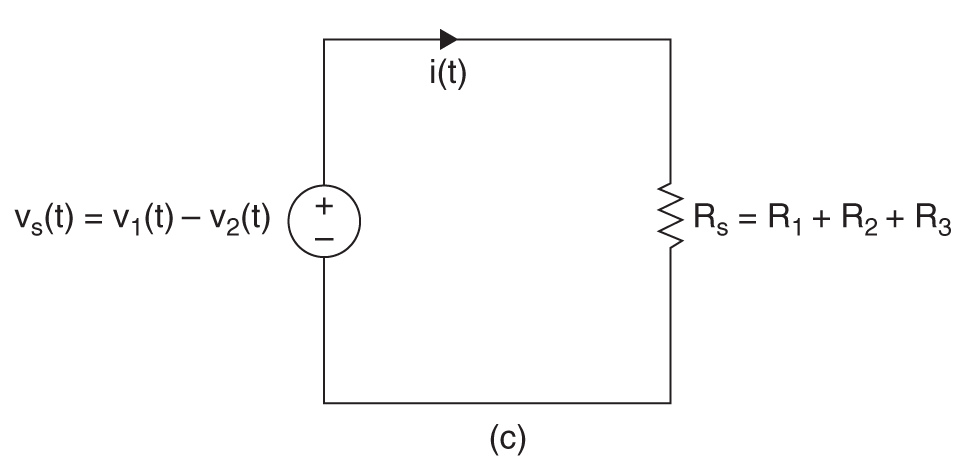 i(t)
vₛ(t) = v₁(t) – v₂(t)
+
–
Rₛ = R₁ + R₂ + R₃
(c)